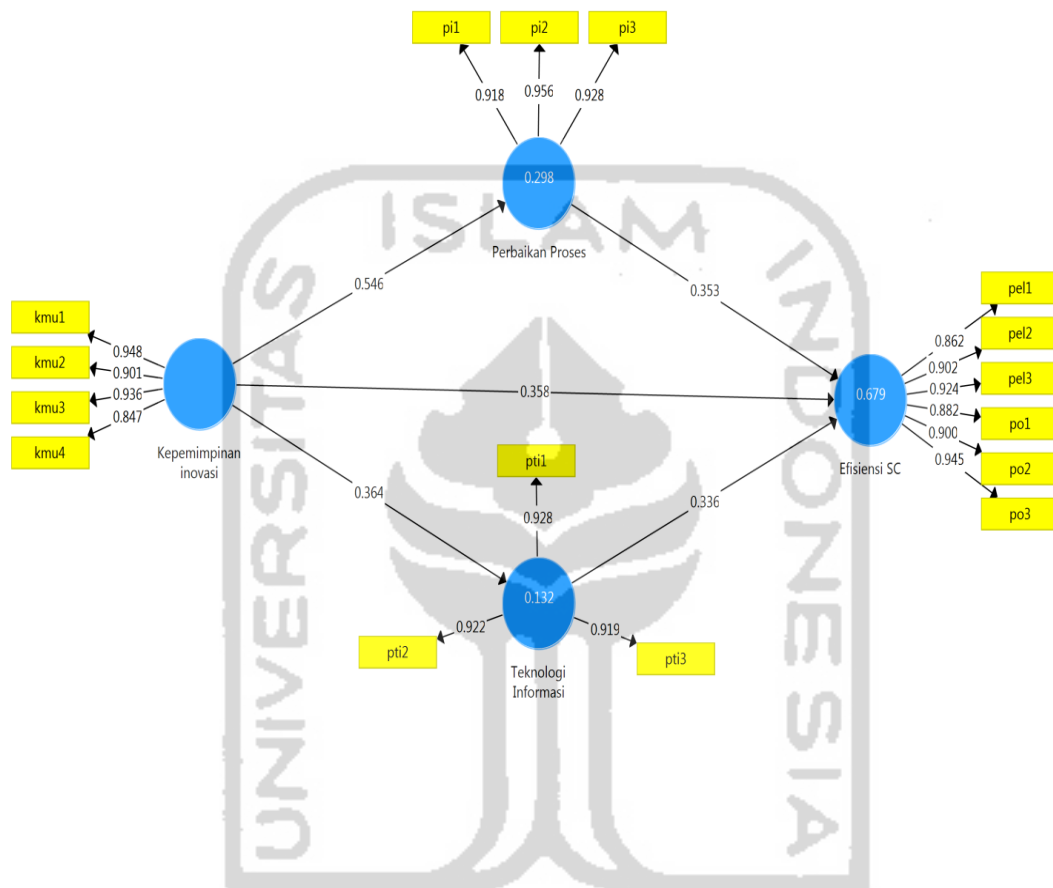 pi1
pi2
pi3
0.918
0.956
0.928
0.298
Perbaikan Proses
ISLAM
UNIVERSITAS
INDONESIA
0.546
0.353
kmu1
kmu2
kmu3
kmu4
0.948
0.901
0.936
0.847
Kepemimpinan
inovasi
0.358
0.364
0.336
pel1
pel2
pel3
po1
po2
po3
0.862
0.902
0.924
0.882
0.900
0.945
0.679
Efisiensi SC
pti1
0.928
0.132
0.922
0.919
pti2
pti3
Teknologi
Informasi